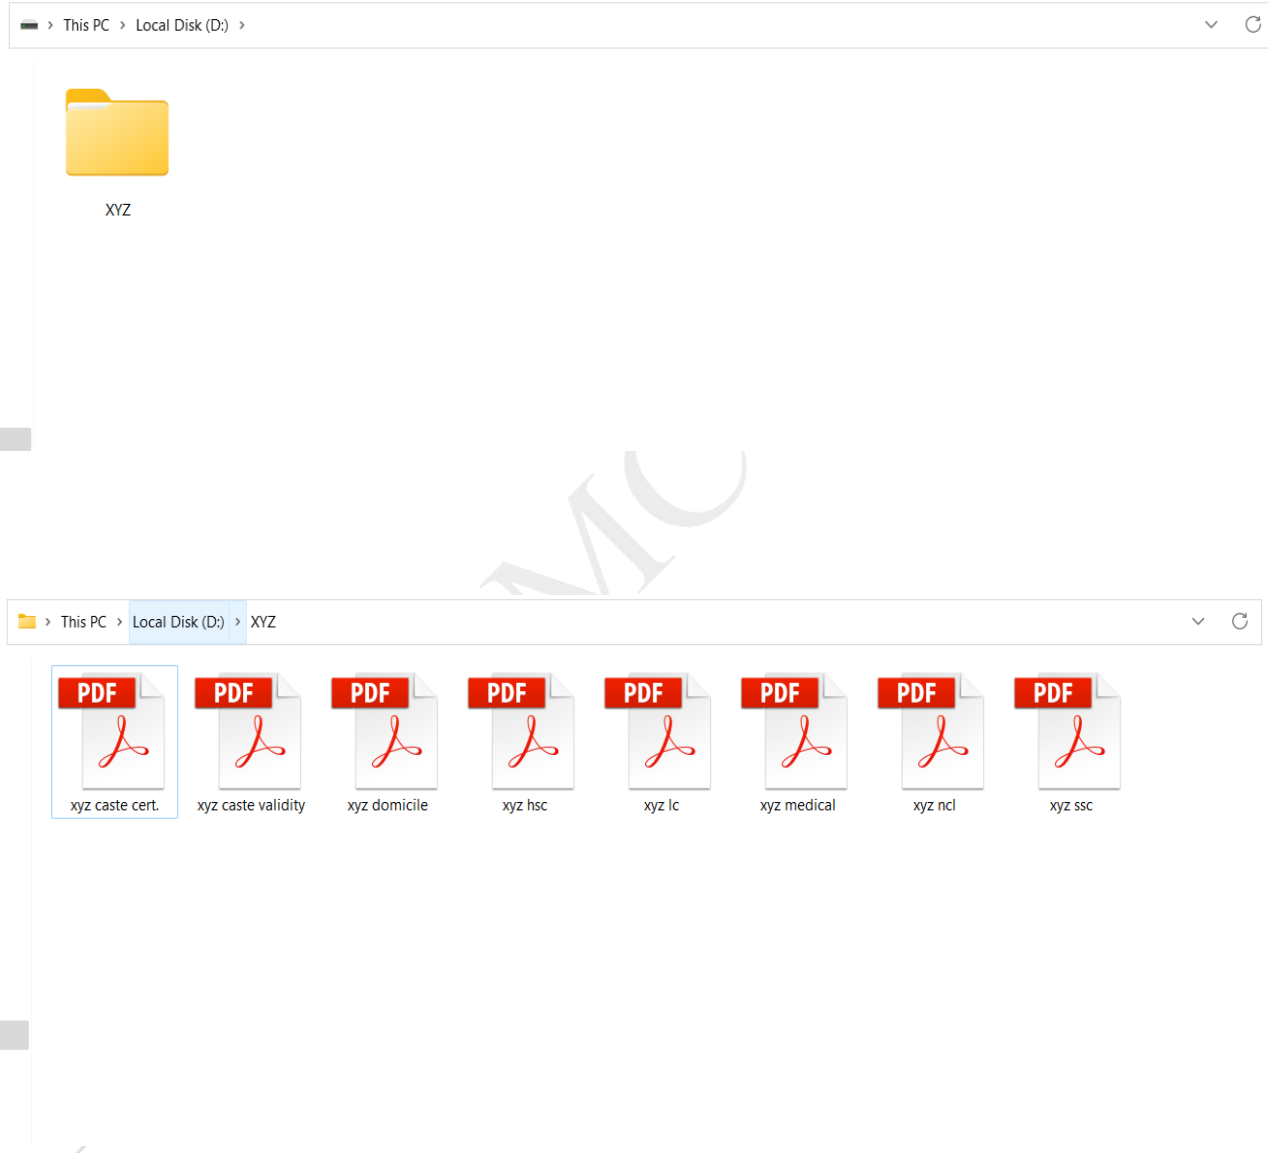 This PC > Local Disk (D:) >
XYZ
MC
This PC > Local Disk (D:) > XYZ
PDF PDF PDF PDF PDF PDF PDF PDF
xyz caste cert. xyz caste validity xyz domicile xyz hsc xyz lc xyz medical xyz ncl xyz ssc